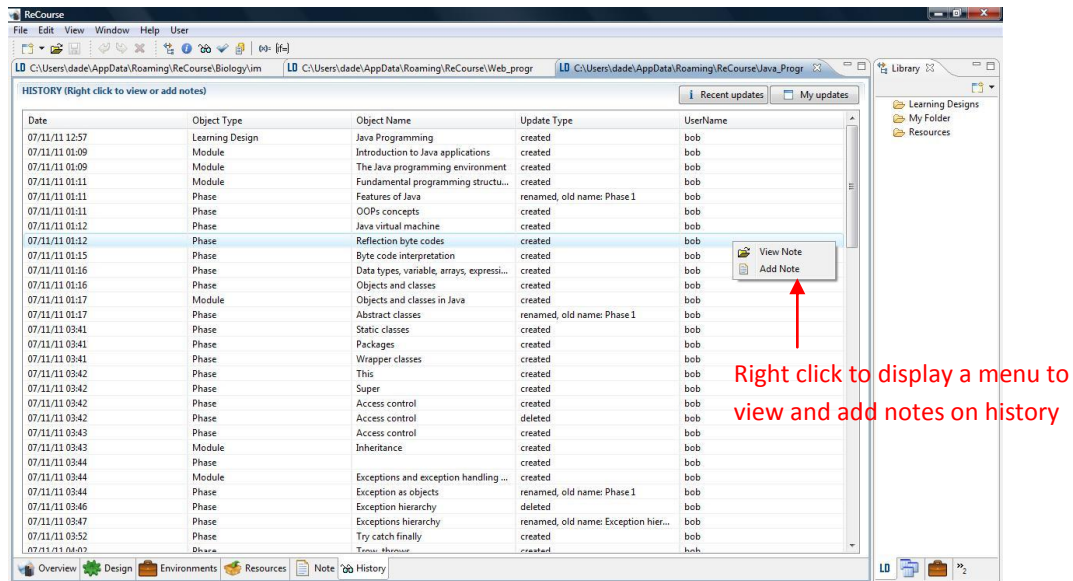 ReCourse
File Edit View Window Help User
(x)= {if=}
LD C:\Users\dade\AppData\Roaming\ReCourse\Biology\im LD C:\Users\dade\AppData\Roaming\ReCourse\Web_progr LD C:\Users\dade\AppData\Roaming\ReCourse\Java_Progr Library
HISTORY (Right click to view or add notes) Recent updates My updates
Learning Designs
My Folder
Resources
Date Object Type Object Name Update Type UserName
07/11/11 12:57 Learning Design Java Programming created bob
07/11/11 01:09 Module Introduction to Java applications created bob
07/11/11 01:09 Module The Java programming environment created bob
07/11/11 01:11 Module Fundamental programming structu... created bob
07/11/11 01:11 Phase Features of Java renamed, old name: Phase 1 bob
07/11/11 01:11 Phase OOPs concepts created bob
07/11/11 01:12 Phase Java virtual machine created bob
07/11/11 01:12 Phase Reflection byte codes created bob
07/11/11 01:15 Phase Byte code interpretation created bob
07/11/11 01:16 Phase Data types, variable, arrays, expressi... created bob
07/11/11 01:16 Phase Objects and classes created bob
07/11/11 01:17 Module Objects and classes in Java created bob
07/11/11 01:17 Phase Abstract classes renamed, old name: Phase 1 bob
07/11/11 03:41 Phase Static classes created bob
07/11/11 03:41 Phase Packages created bob
07/11/11 03:41 Phase Wrapper classes created bob
07/11/11 03:42 Phase This created bob
07/11/11 03:42 Phase Super created bob
07/11/11 03:42 Phase Access control created bob
07/11/11 03:42 Phase Access control deleted bob
07/11/11 03:43 Phase Access control created bob
07/11/11 03:43 Module Inheritance created bob
07/11/11 03:44 Phase created bob
07/11/11 03:44 Module Exceptions and exception handling ... created bob
07/11/11 03:44 Phase Exception as objects renamed, old name: Phase 1 bob
07/11/11 03:46 Phase Exception hierarchy deleted bob
07/11/11 03:47 Phase Exceptions hierarchy renamed, old name: Exception hier... bob
07/11/11 03:52 Phase Try catch finally created bob
07/11/11 04:02 Phase Trow, throws created bob
View Note
Add Note
Right click to display a menu to
view and add notes on history
Overview Design Environments Resources Note History LD »2